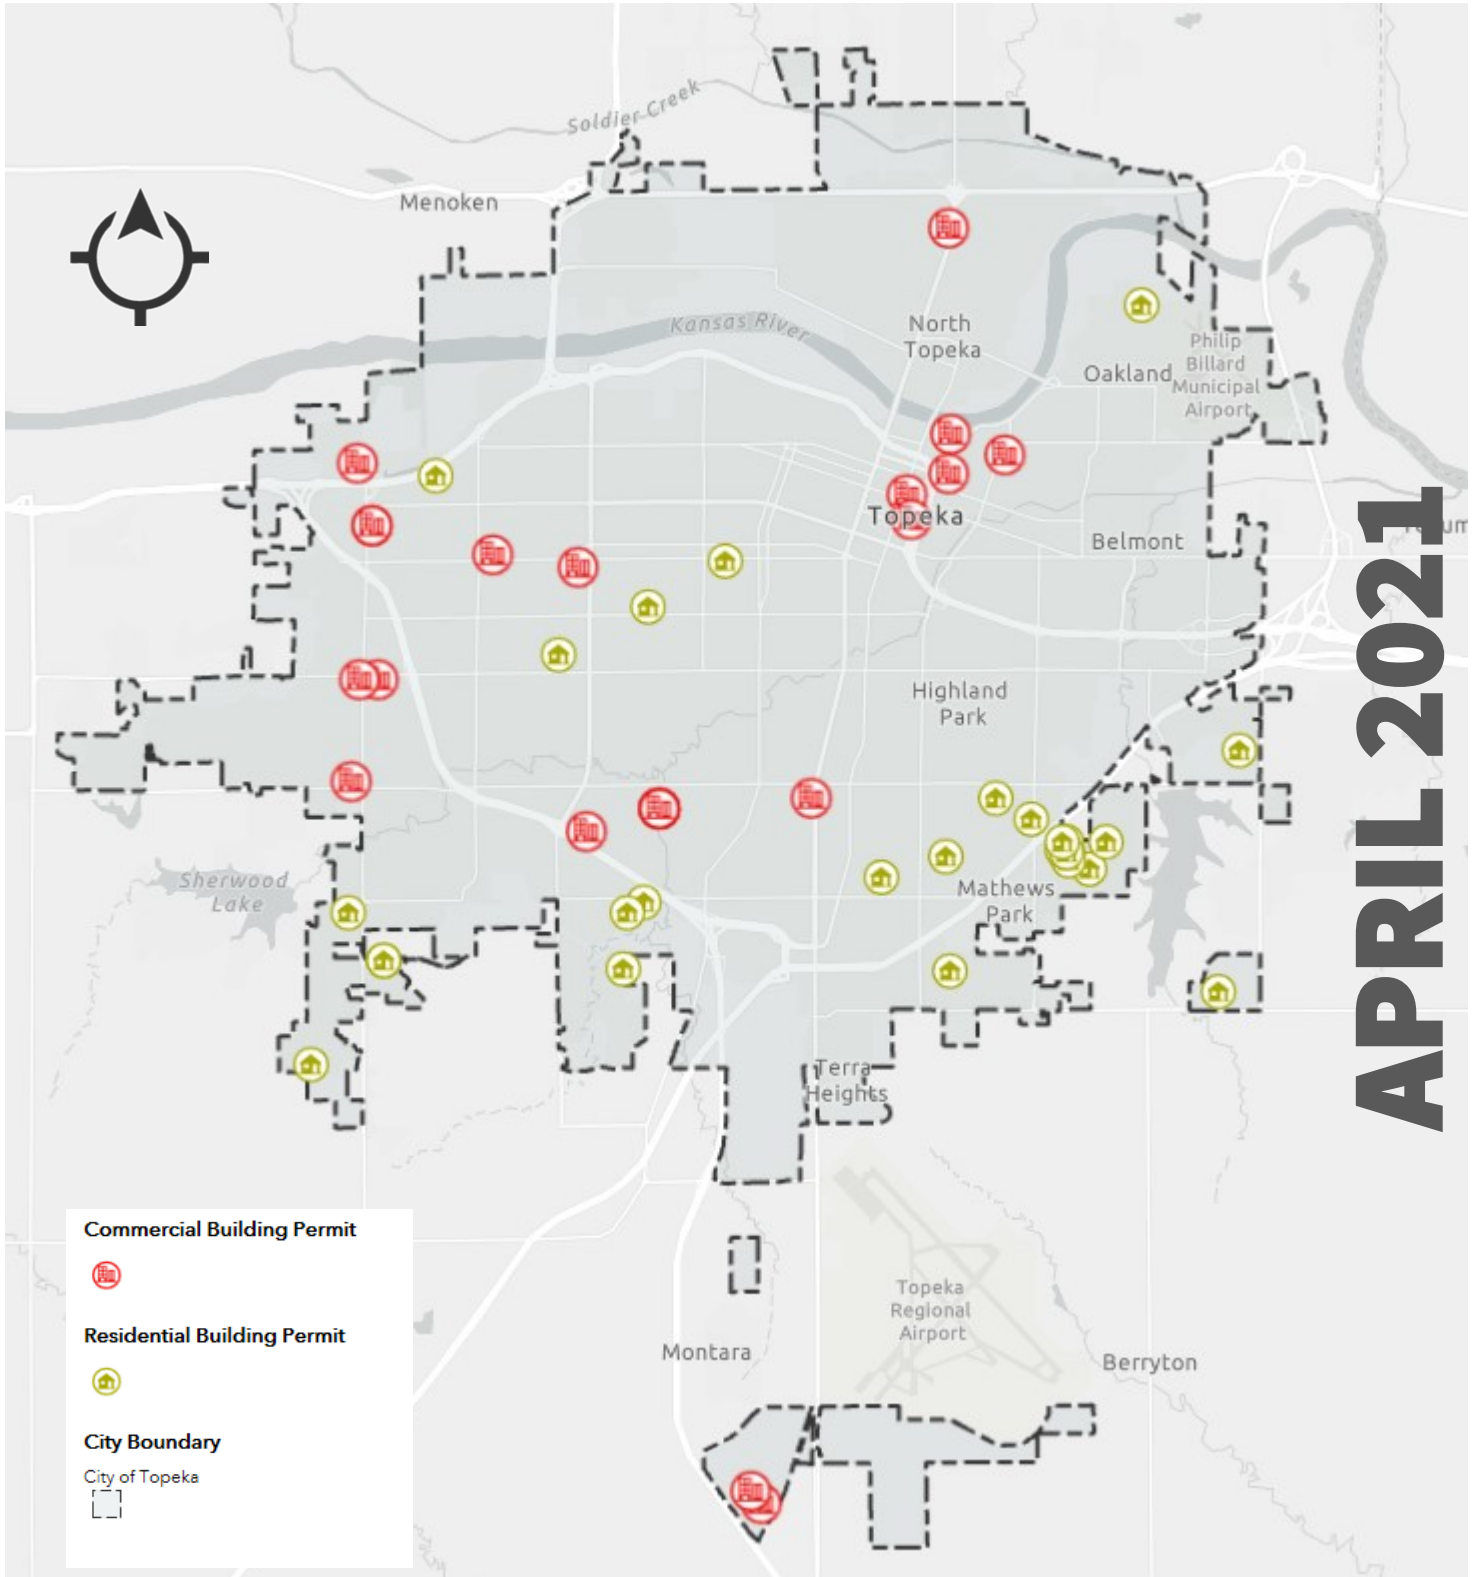 Soldier Creek
Menoken
Kansas River
North
Topeka
Oakland
Philip
Billard
Municipal
Airport
Topeka
Belmont
APRIL 2021
Highland
Park
Sherwood
Lake
Mathews
Park
Terra
Heights
Commercial Building Permit
Residential Building Permit
City Boundary
City of Topeka
Topeka
Regional
Airport
Montara
Berryton